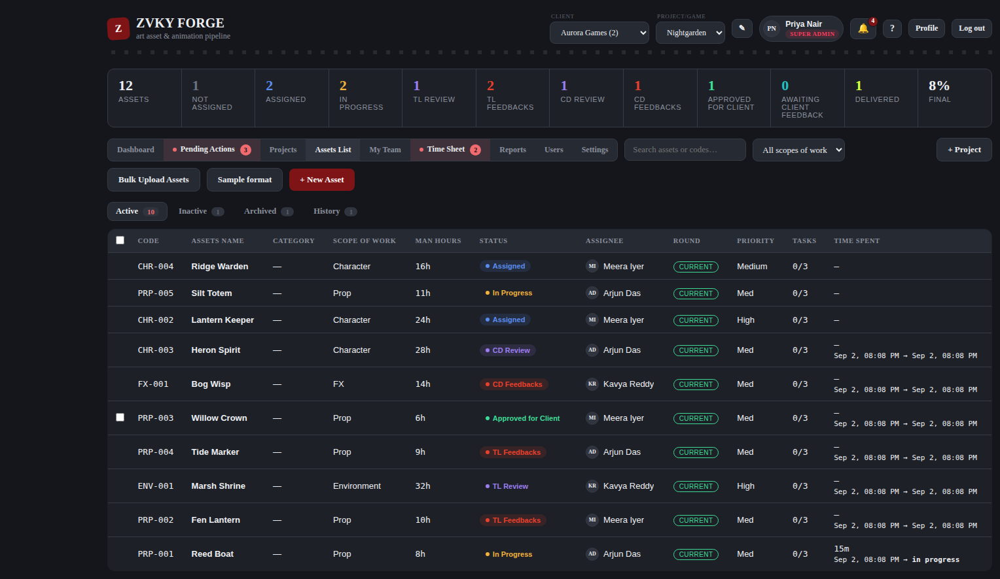 Z
ZVKY FORGE
art asset & animation pipeline
CLIENT
Aurora Games (2)
PROJECT/GAME
Nightgarden
✎
PN
Priya Nair
SUPER ADMIN
🔔
4
?
Profile
Log out
12
ASSETS
1
NOT
ASSIGNED
2
ASSIGNED
2
IN
PROGRESS
1
TL REVIEW
2
TL
FEEDBACKS
1
CD REVIEW
1
CD
FEEDBACKS
1
APPROVED
FOR CLIENT
0
AWAITING
CLIENT
FEEDBACK
1
DELIVERED
8%
FINAL
Dashboard
Pending Actions 3
Projects
Assets List
My Team
Time Sheet 2
Reports
Users
Settings
Search assets or codes…
All scopes of work
+ Project
Bulk Upload Assets
Sample format
+ New Asset
Active 10
Inactive 1
Archived 1
History 1
CODE ASSETS NAME CATEGORY SCOPE OF WORK MAN HOURS STATUS ASSIGNEE ROUND PRIORITY TASKS TIME SPENT
CHR-004 Ridge Warden — Character 16h Assigned MI Meera Iyer CURRENT Medium 0/3 —
PRP-005 Silt Totem — Prop 11h In Progress AD Arjun Das CURRENT Med 0/3 —
CHR-002 Lantern Keeper — Character 24h Assigned MI Meera Iyer CURRENT High 0/3 —
CHR-003 Heron Spirit — Character 28h CD Review AD Arjun Das CURRENT Med 0/3 —
Sep 2, 08:08 PM → Sep 2, 08:08 PM
FX-001 Bog Wisp — FX 14h CD Feedbacks KR Kavya Reddy CURRENT Med 0/3 —
Sep 2, 08:08 PM → Sep 2, 08:08 PM
PRP-003 Willow Crown — Prop 6h Approved for Client MI Meera Iyer CURRENT Med 0/3 —
Sep 2, 08:08 PM → Sep 2, 08:08 PM
PRP-004 Tide Marker — Prop 9h TL Feedbacks AD Arjun Das CURRENT Med 0/3 —
Sep 2, 08:08 PM → Sep 2, 08:08 PM
ENV-001 Marsh Shrine — Environment 32h TL Review KR Kavya Reddy CURRENT High 0/3 —
Sep 2, 08:08 PM → Sep 2, 08:08 PM
PRP-002 Fen Lantern — Prop 10h TL Feedbacks MI Meera Iyer CURRENT Med 0/3 —
Sep 2, 08:08 PM → Sep 2, 08:08 PM
PRP-001 Reed Boat — Prop 8h In Progress AD Arjun Das CURRENT Med 0/3 15m
Sep 2, 08:08 PM → in progress